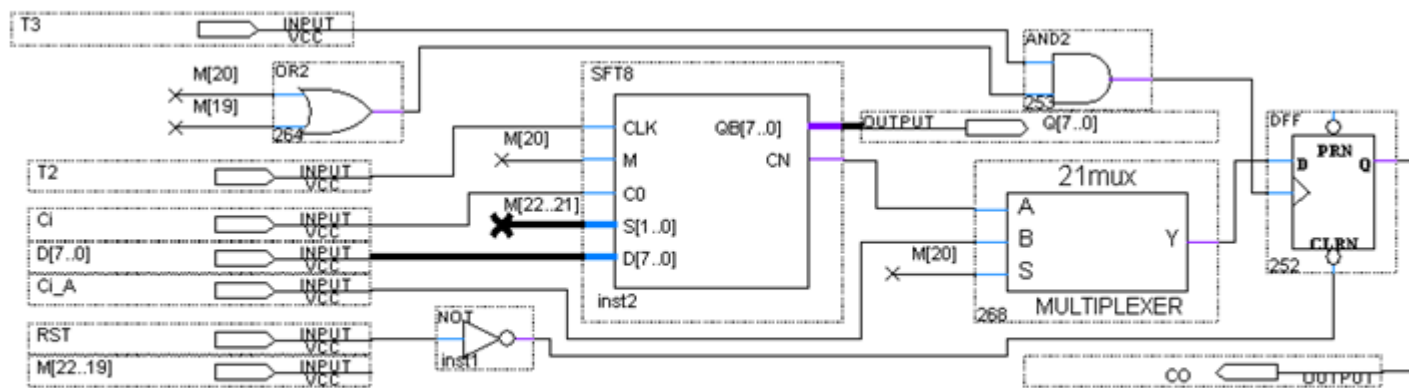 T3 INPUT VCC
AND2
253
M[20]
M[19]
OR2
264
SFT8
CLK
M
C0
S[1..0]
D[7..0]
QB[7..0]
CN
inst2
M[20]
M[22..21]
OUTPUT Q[7..0]
DFF
PRN
D
Q
CLRN
252
T2 INPUT VCC
Ci INPUT VCC
D[7..0] INPUT VCC
Ci_A INPUT VCC
RST INPUT VCC
M[22..19] INPUT VCC
NOT
inst1
21mux
A
B
S
Y
MULTIPLEXER
268
M[20]
CO OUTPUT